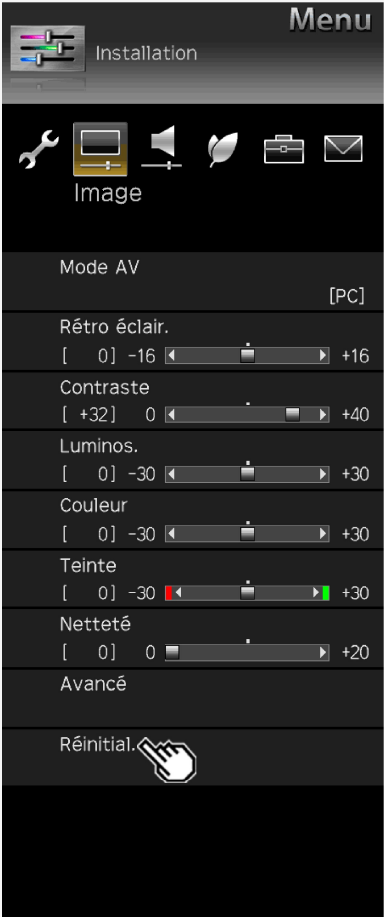 Menu
Installation
Image
Mode AV
[PC]
Rétro éclair.
[ 0] -16 +16
Contraste
[ +32] 0 +40
Luminos.
[ 0] -30 +30
Couleur
[ 0] -30 +30
Teinte
[ 0] -30 +30
Netteté
[ 0] 0 +20
Avancé
Réinitial.